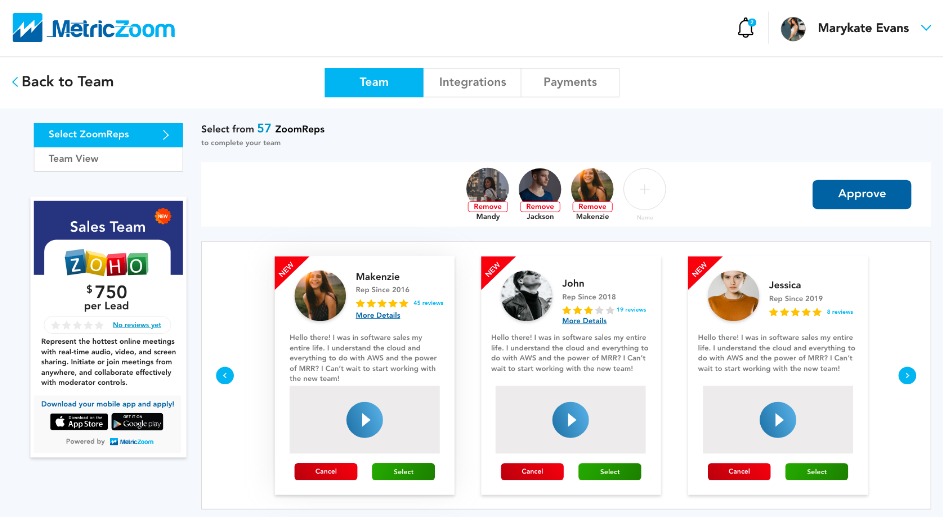 MetricZoom
2
Marykate Evans
Back to Team
Team
Integrations
Payments
Select ZoomReps
Team View
Select from 57 ZoomReps
to complete your team
Remove
Mandy
Remove
Jackson
Remove
Makenzie
Name
Approve
NEW
Sales Team
ZOHO
$750
per Lead
No reviews yet
Represent the hottest online meetings
with real-time audio, video, and screen
sharing. Initiate or join meetings from
anywhere, and collaborate effectively
with moderator controls.
Download your mobile app and apply!
Download on the
App Store
GET IT ON
Google play
Powered by MetricZoom
NEW
Makenzie
Rep Since 2016
45 reviews
More Details
Hello there! I was in software sales my
entire life. I understand the cloud and
everything to do with AWS and the power
of MRR? I Can't wait to start working with
the new team!
Cancel
Select
NEW
John
Rep Since 2018
19 reviews
More Details
Hello there! I was in software sales my entire
life. I understand the cloud and everything to
do with AWS and the power of MRR? I Can't
wait to start working with the new team!
Cancel
Select
NEW
Jessica
Rep Since 2019
8 reviews
Hello there! I was in software sales my entire
life. I understand the cloud and everything to
do with AWS and the power of MRR? I Can't
wait to start working with the new team!
Cancel
Select